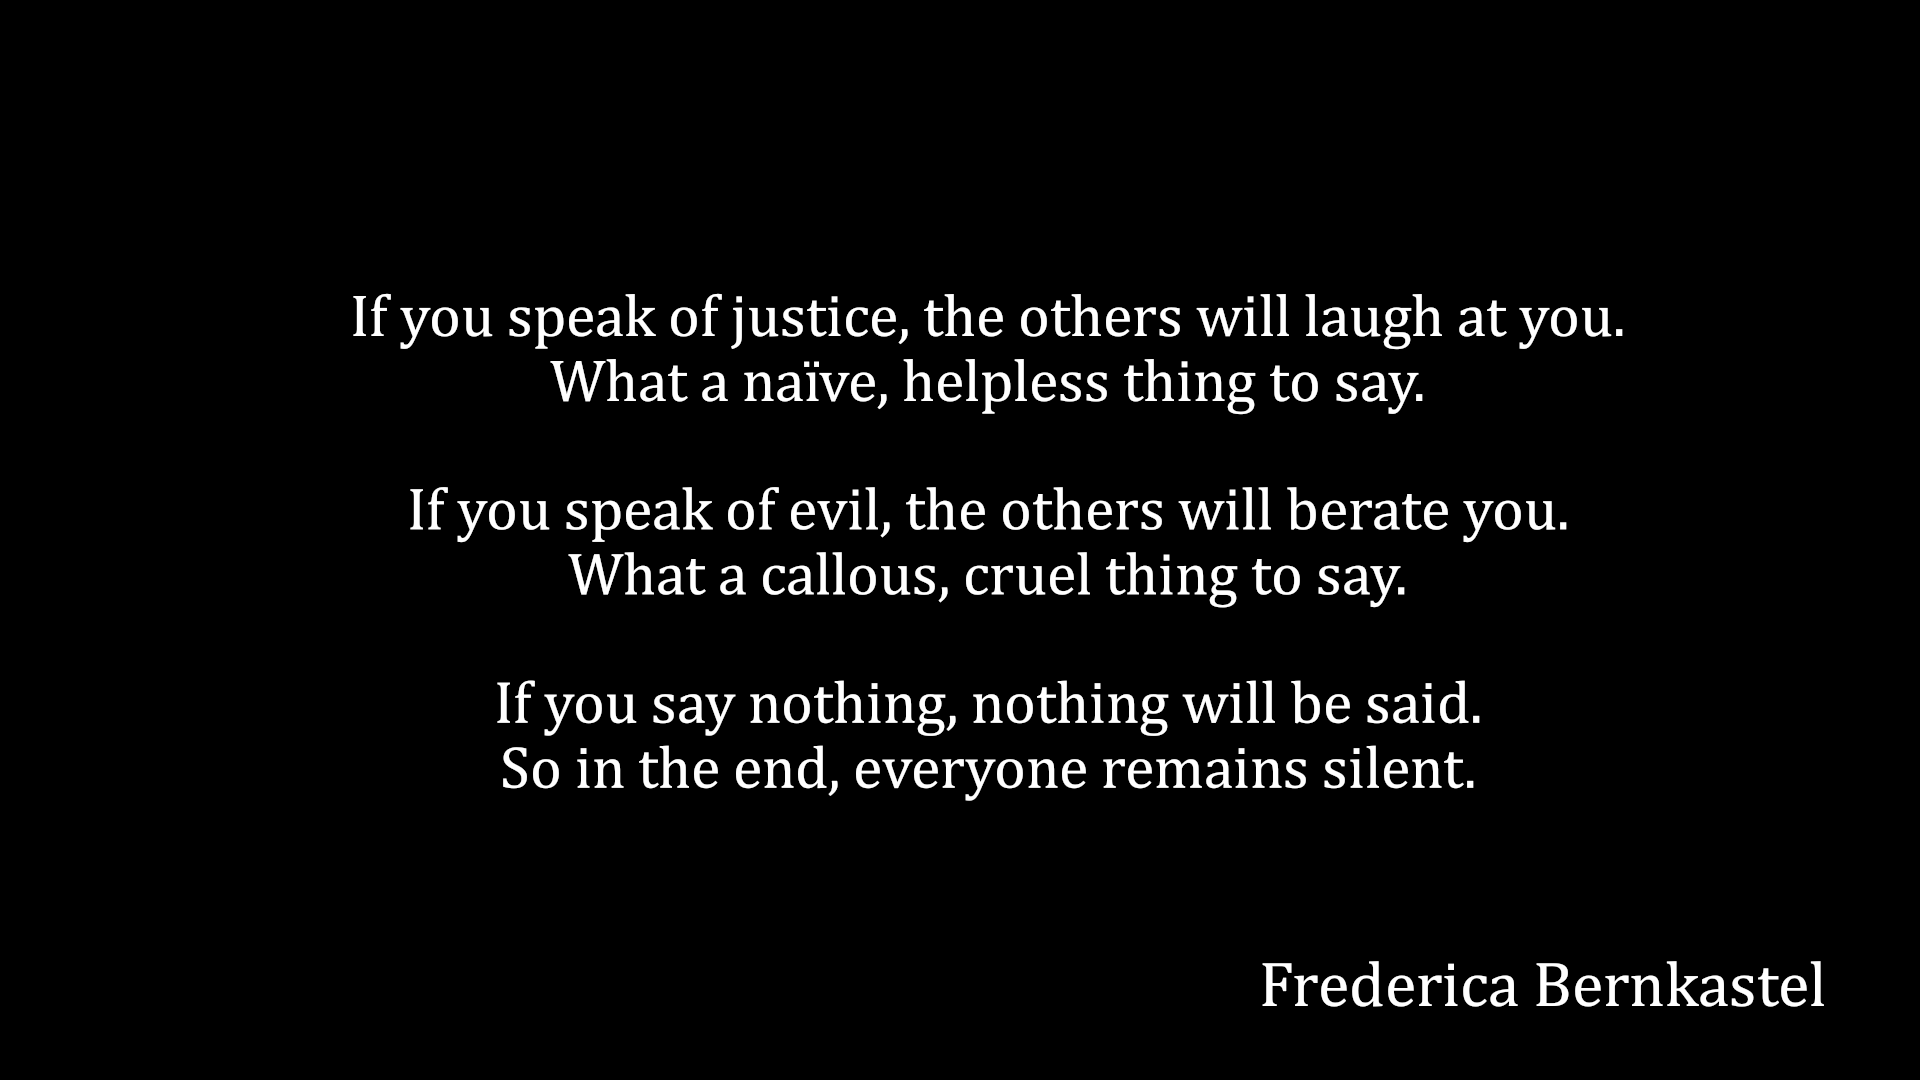 If you speak of justice, the others will laugh at you.
What a naïve, helpless thing to say.
If you speak of evil, the others will berate you.
What a callous, cruel thing to say.
If you say nothing, nothing will be said.
So in the end, everyone remains silent.
Frederica Bernkastel